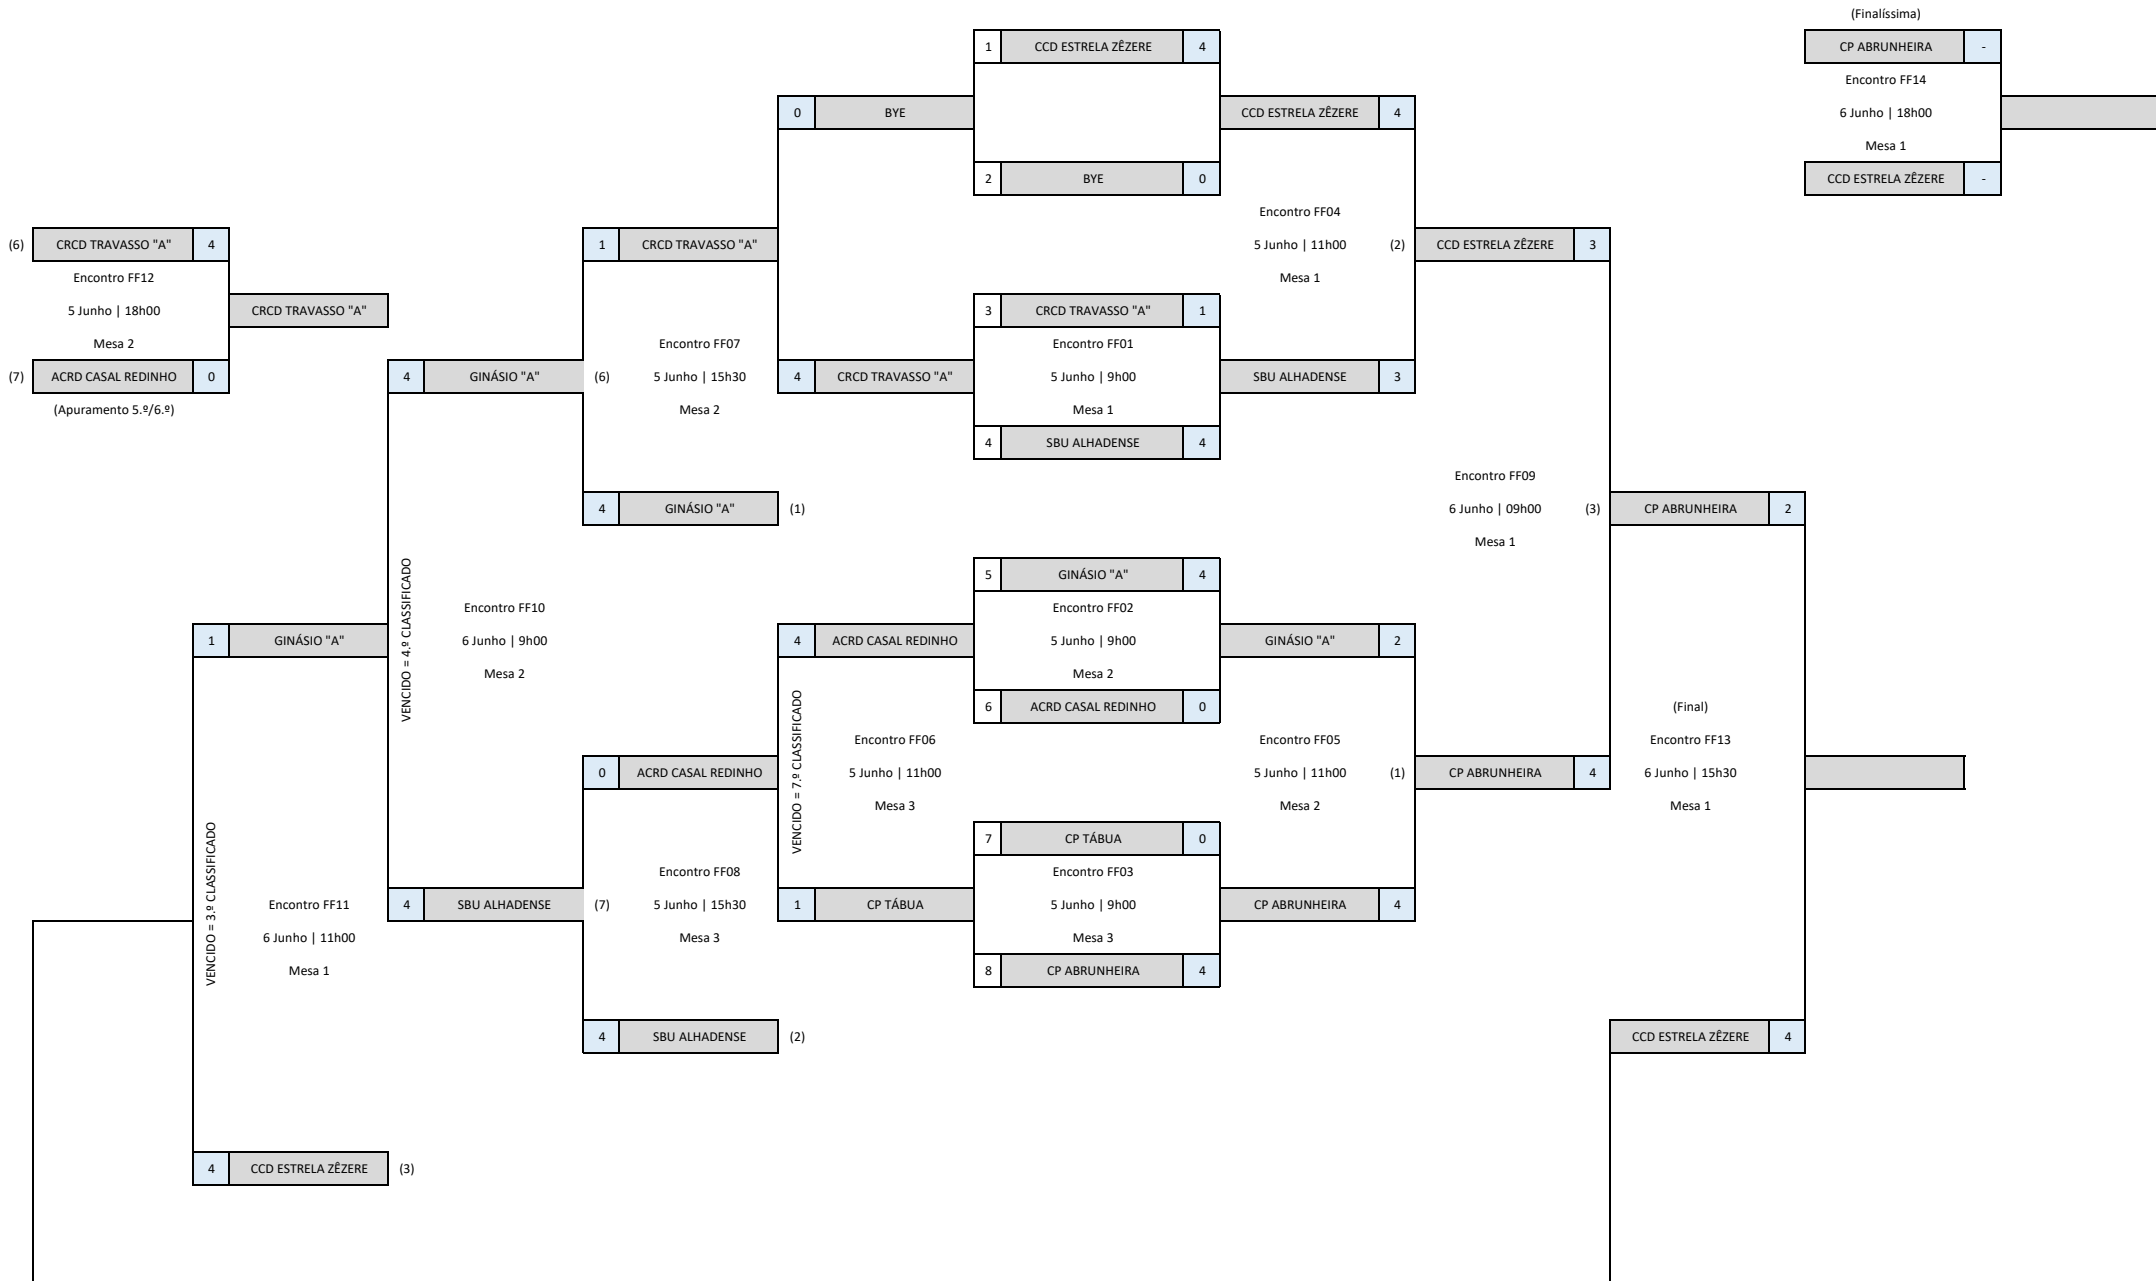 (Finalíssima)
1 CCD ESTRELA ZÊZERE 4
CP ABRUNHEIRA -
Encontro FF14
0 BYE
CCD ESTRELA ZÊZERE 4
6 Junho | 18h00
Mesa 1
2 BYE 0
CCD ESTRELA ZÊZERE -
Encontro FF04
(6) CRCD TRAVASSO "A" 4
1 CRCD TRAVASSO "A"
5 Junho | 11h00
(2) CCD ESTRELA ZÊZERE 3
Encontro FF12
Mesa 1
5 Junho | 18h00
CRCD TRAVASSO "A"
3 CRCD TRAVASSO "A" 1
Mesa 2
Encontro FF07
Encontro FF01
(7) ACRD CASAL REDINHO 0
4 GINÁSIO "A" (6)
5 Junho | 15h30
4 CRCD TRAVASSO "A"
5 Junho | 9h00
SBU ALHADENSE 3
(Apuramento 5.º/6.º)
Mesa 2
Mesa 1
4 SBU ALHADENSE 4
Encontro FF09
4 GINÁSIO "A" (1)
6 Junho | 09h00
(3) CP ABRUNHEIRA 2
Mesa 1
5 GINÁSIO "A" 4
VENCIDO = 4.º CLASSIFICADO
Encontro FF10
Encontro FF02
1 GINÁSIO "A"
6 Junho | 9h00
4 ACRD CASAL REDINHO
5 Junho | 9h00
GINÁSIO "A" 2
Mesa 2
Mesa 2
6 ACRD CASAL REDINHO 0
(Final)
VENCIDO = 7.º CLASSIFICADO
Encontro FF06
Encontro FF05
Encontro FF13
0 ACRD CASAL REDINHO
5 Junho | 11h00
5 Junho | 11h00
(1) CP ABRUNHEIRA 4
6 Junho | 15h30
Mesa 3
Mesa 2
Mesa 1
7 CP TÁBUA 0
VENCIDO = 3.º CLASSIFICADO
Encontro FF08
Encontro FF03
Encontro FF11
4 SBU ALHADENSE (7)
5 Junho | 15h30
1 CP TÁBUA
5 Junho | 9h00
CP ABRUNHEIRA 4
6 Junho | 11h00
Mesa 3
Mesa 3
Mesa 1
8 CP ABRUNHEIRA 4
4 SBU ALHADENSE (2)
CCD ESTRELA ZÊZERE 4
4 CCD ESTRELA ZÊZERE (3)